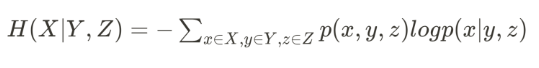 H(X|Y, Z) = − ∑_{x∈X,y∈Y,z∈Z} p(x, y, z)logp(x|y, z)